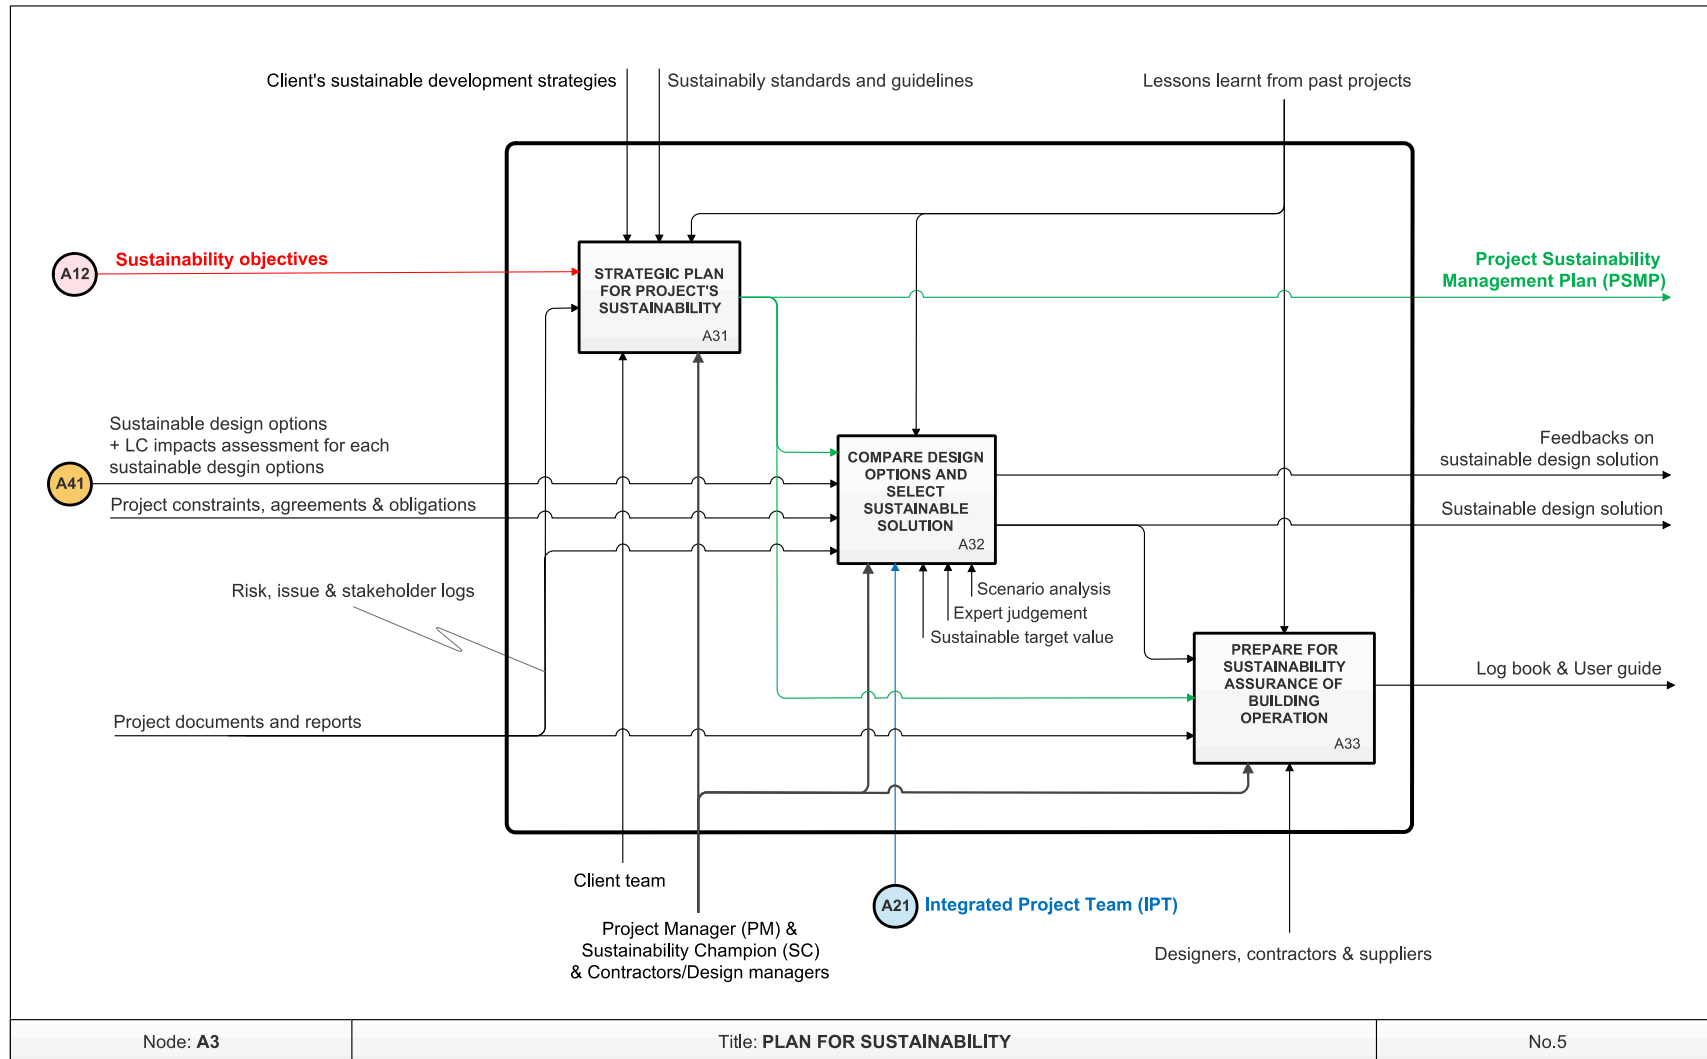 Client's sustainable development strategies
Sustainabily standards and guidelines
Lessons learnt from past projects
A12
Sustainability objectives
STRATEGIC PLAN
FOR PROJECT'S
SUSTAINABILITY
A31
Project Sustainability
Management Plan (PSMP)
Sustainable design options
+ LC impacts assessment for each
sustainable desgin options
A41
Project constraints, agreements & obligations
COMPARE DESIGN
OPTIONS AND
SELECT
SUSTAINABLE
SOLUTION
A32
Feedbacks on
sustainable design solution
Sustainable design solution
Risk, issue & stakeholder logs
Scenario analysis
Expert judgement
Sustainable target value
PREPARE FOR
SUSTAINABILITY
ASSURANCE OF
BUILDING
OPERATION
A33
Log book & User guide
Project documents and reports
Client team
A21
Integrated Project Team (IPT)
Project Manager (PM) &
Sustainability Champion (SC)
& Contractors/Design managers
Designers, contractors & suppliers
Node: A3
Title: PLAN FOR SUSTAINABILITY
No.5